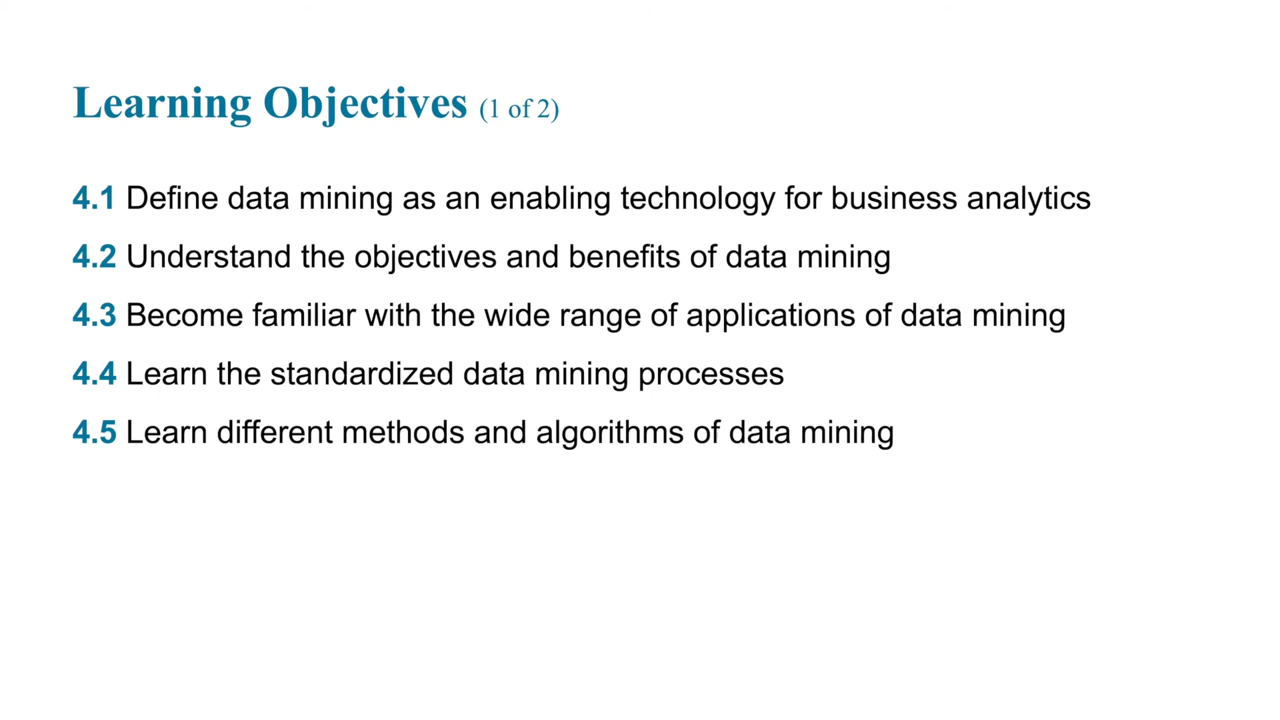 Learning Objectives (1 of 2)
4.1 Define data mining as an enabling technology for business analytics
4.2 Understand the objectives and benefits of data mining
4.3 Become familiar with the wide range of applications of data mining
4.4 Learn the standardized data mining processes
4.5 Learn different methods and algorithms of data mining